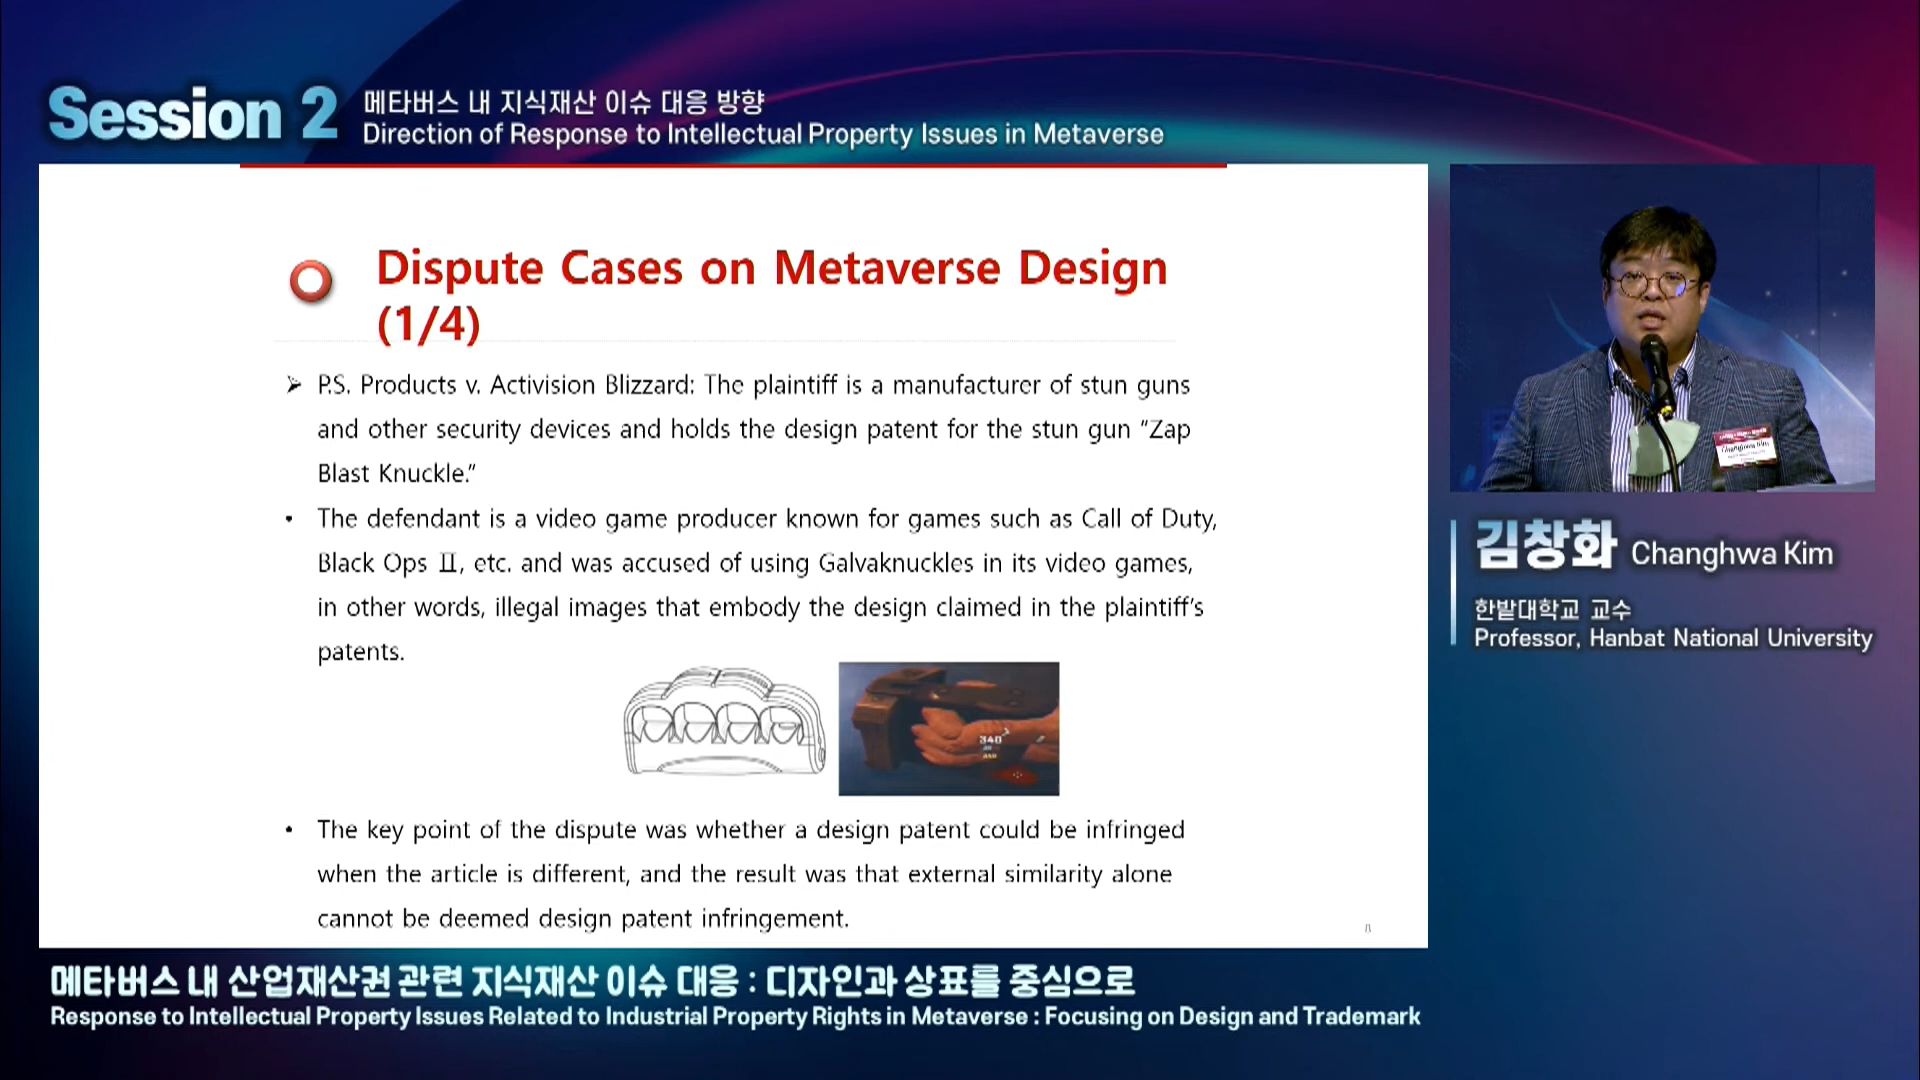 Session 2
메타버스 내 지식재산 이슈 대응 방향
Direction of Response to Intellectual Property Issues in Metaverse
Dispute Cases on Metaverse Design
(1/4)
➢ P.S. Products v. Activision Blizzard: The plaintiff is a manufacturer of stun guns
and other security devices and holds the design patent for the stun gun “Zap
Blast Knuckle.”
• The defendant is a video game producer known for games such as Call of Duty,
Black Ops Ⅱ, etc. and was accused of using Galvaknuckles in its video games,
in other words, illegal images that embody the design claimed in the plaintiff’s
patents.
340
• The key point of the dispute was whether a design patent could be infringed
when the article is different, and the result was that external similarity alone
cannot be deemed design patent infringement.
Changhwa Kim
김창화 Changhwa Kim
한밭대학교 교수
Professor, Hanbat National University
메타버스 내 산업재산권 관련 지식재산 이슈 대응 : 디자인과 상표를 중심으로
Response to Intellectual Property Issues Related to Industrial Property Rights in Metaverse : Focusing on Design and Trademark